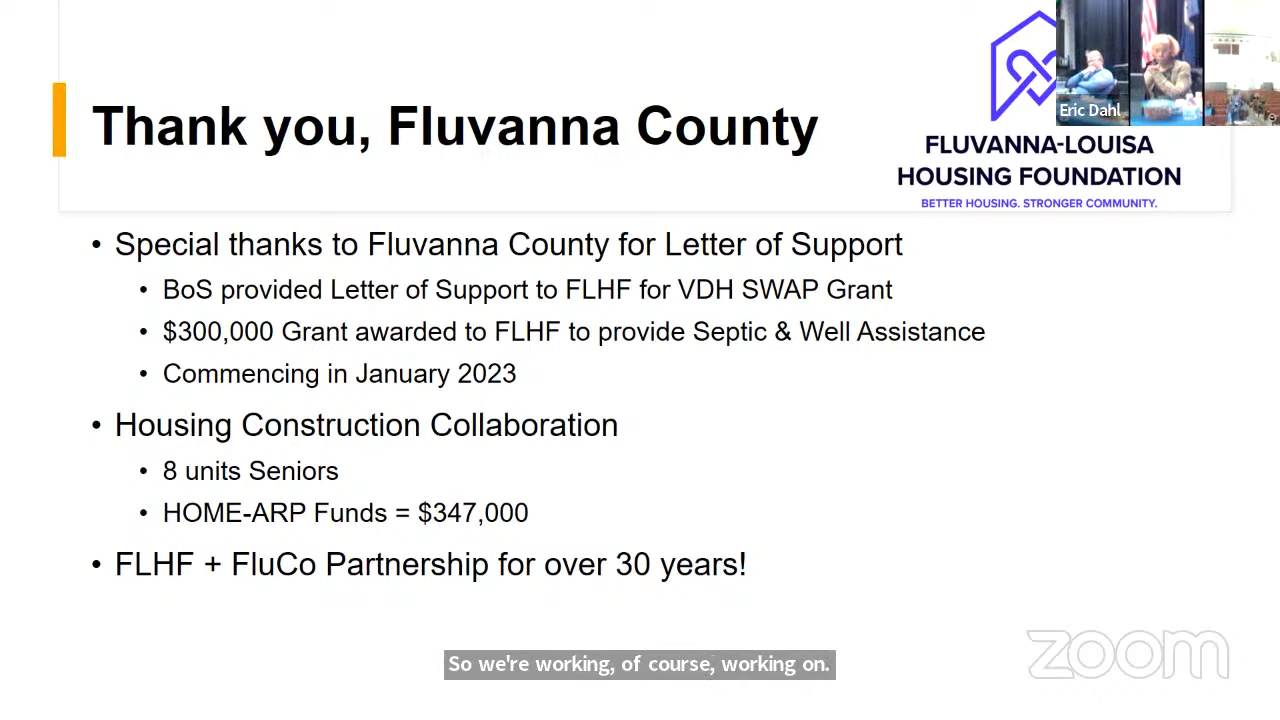 Thank you, Fluvanna County
Eric Dahl
FLUVANNA-LOUISA
HOUSING FOUNDATION
BETTER HOUSING. STRONGER COMMUNITY.
• Special thanks to Fluvanna County for Letter of Support
• BoS provided Letter of Support to FLHF for VDH SWAP Grant
• $300,000 Grant awarded to FLHF to provide Septic & Well Assistance
• Commencing in January 2023
• Housing Construction Collaboration
• 8 units Seniors
• HOME-ARP Funds = $347,000
• FLHF + FluCo Partnership for over 30 years!
So we're working, of course, working on.
zoom